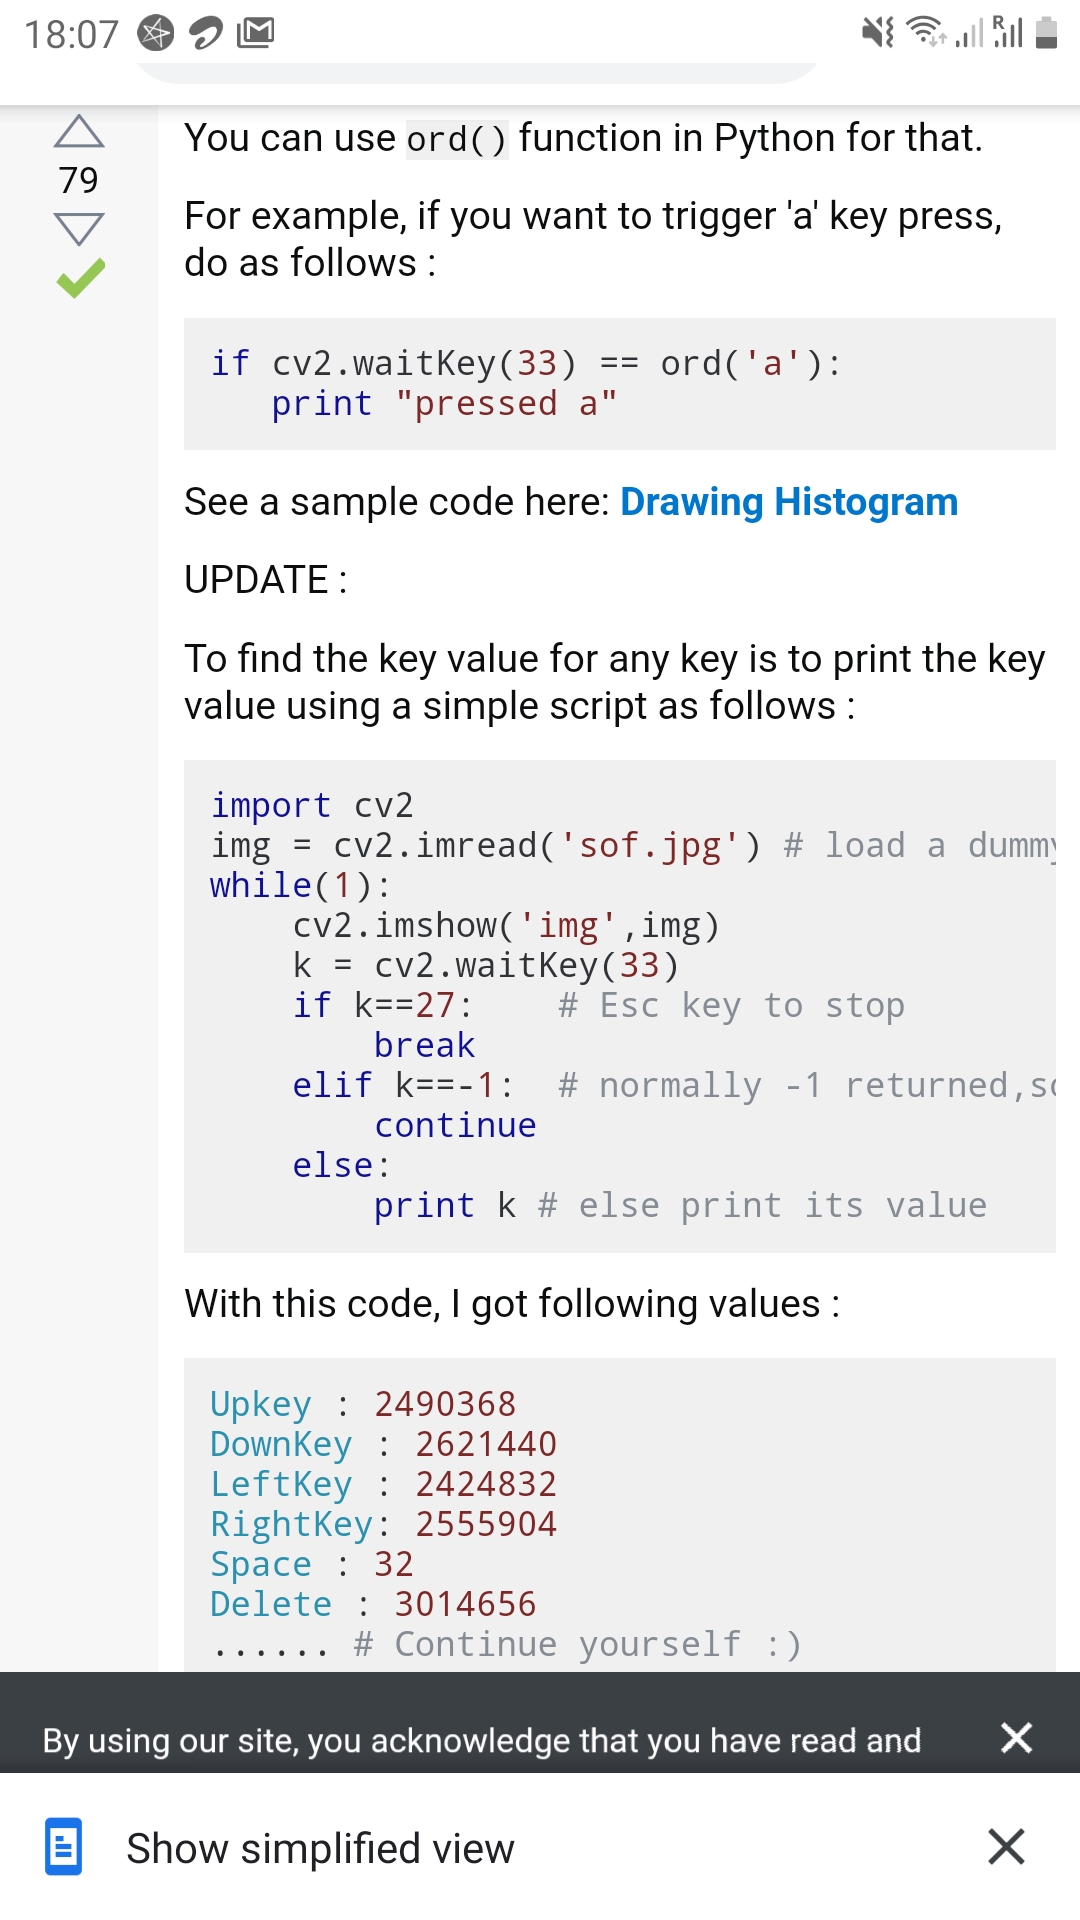 18:07
R
79
You can use ord() function in Python for that.
For example, if you want to trigger 'a' key press,
do as follows :
if cv2.waitKey(33) == ord('a'):
   print "pressed a"
See a sample code here: Drawing Histogram
UPDATE :
To find the key value for any key is to print the key
value using a simple script as follows :
import cv2
img = cv2.imread('sof.jpg') # load a dummy
while(1):
    cv2.imshow('img',img)
    k = cv2.waitKey(33)
    if k==27:    # Esc key to stop
        break
    elif k==-1:  # normally -1 returned,so
        continue
    else:
        print k # else print its value
With this code, I got following values :
Upkey : 2490368
DownKey : 2621440
LeftKey : 2424832
RightKey: 2555904
Space : 32
Delete : 3014656
...... # Continue yourself :)
By using our site, you acknowledge that you have read and
Show simplified view